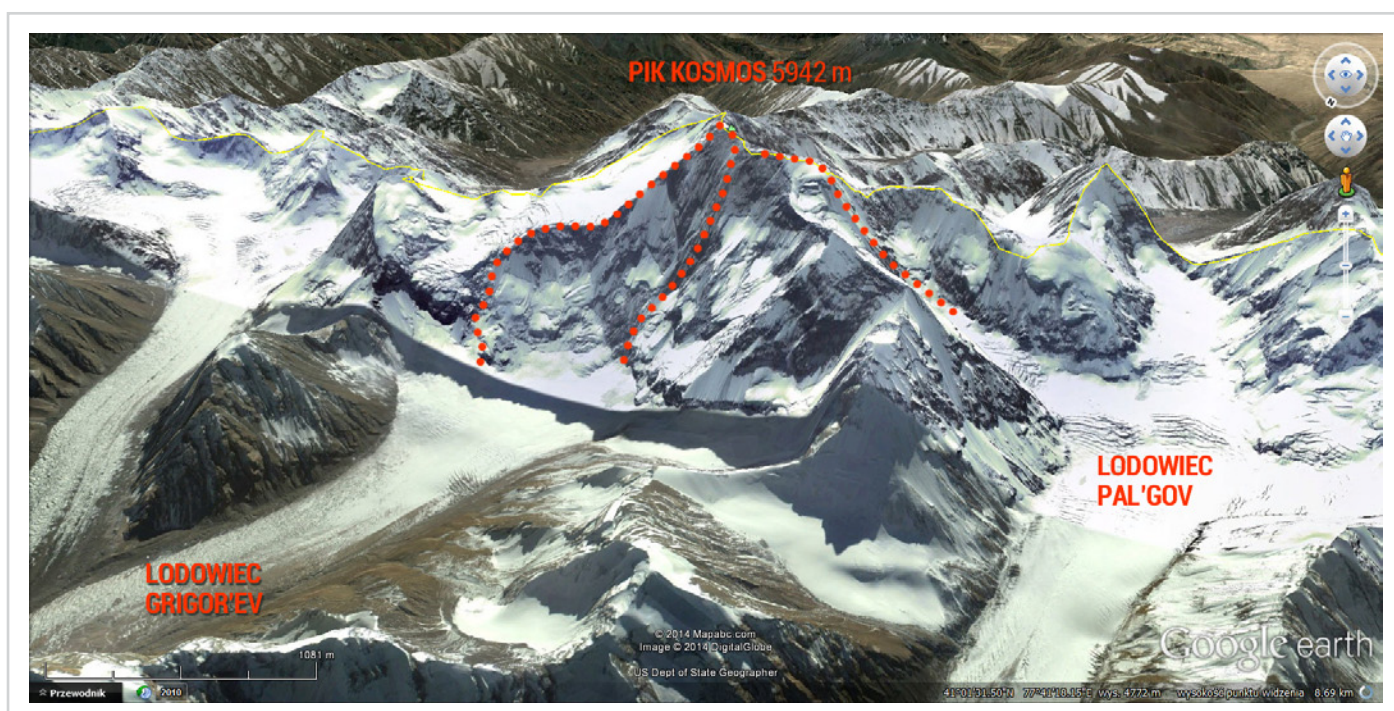 PIK KOSMOS 5942 m
N
LODOWIEC
PAL'GOV
LODOWIEC
GRIGOR'EV
© 2014 Mapabc.com
Image © 2014 DigitalGlobe
©US Dept of State Geographer
Google earth
1081 m
Przewodnik
2010
41°01'31.50"N 77°41'18.15"E wys. 4772 m wysokość punktu widzenia 8.69 km